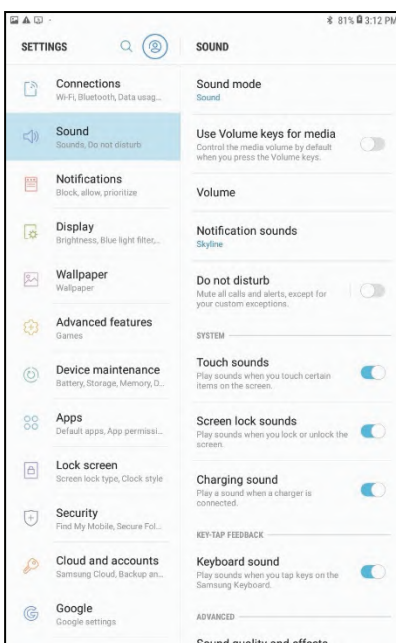 81% 3:12 PM
SETTINGS
Connections
Wi-Fi, Bluetooth, Data usag...
Sound
Sounds, Do not disturb
Notifications
Block, allow, prioritize
Display
Brightness, Blue light filter,...
Wallpaper
Wallpaper
Advanced features
Games
Device maintenance
Battery, Storage, Memory, D...
Apps
Default apps, App permissi...
Lock screen
Screen lock type, Clock style
Security
Find My Mobile, Secure Fol...
Cloud and accounts
Samsung Cloud, Backup an...
Google
Google settings
SOUND
Sound mode
Sound
Use Volume keys for media
Control the media volume by default
when you press the Volume keys.
Volume
Notification sounds
Skyline
Do not disturb
Mute all calls and alerts, except for
your custom exceptions.
SYSTEM
Touch sounds
Play sounds when you touch certain
items on the screen.
Screen lock sounds
Play sounds when you lock or unlock the
screen.
Charging sound
Play a sound when a charger is
connected.
KEY-TAP FEEDBACK
Keyboard sound
Play sounds when you tap keys on the
Samsung Keyboard.
ADVANCED
Sound quality and effects